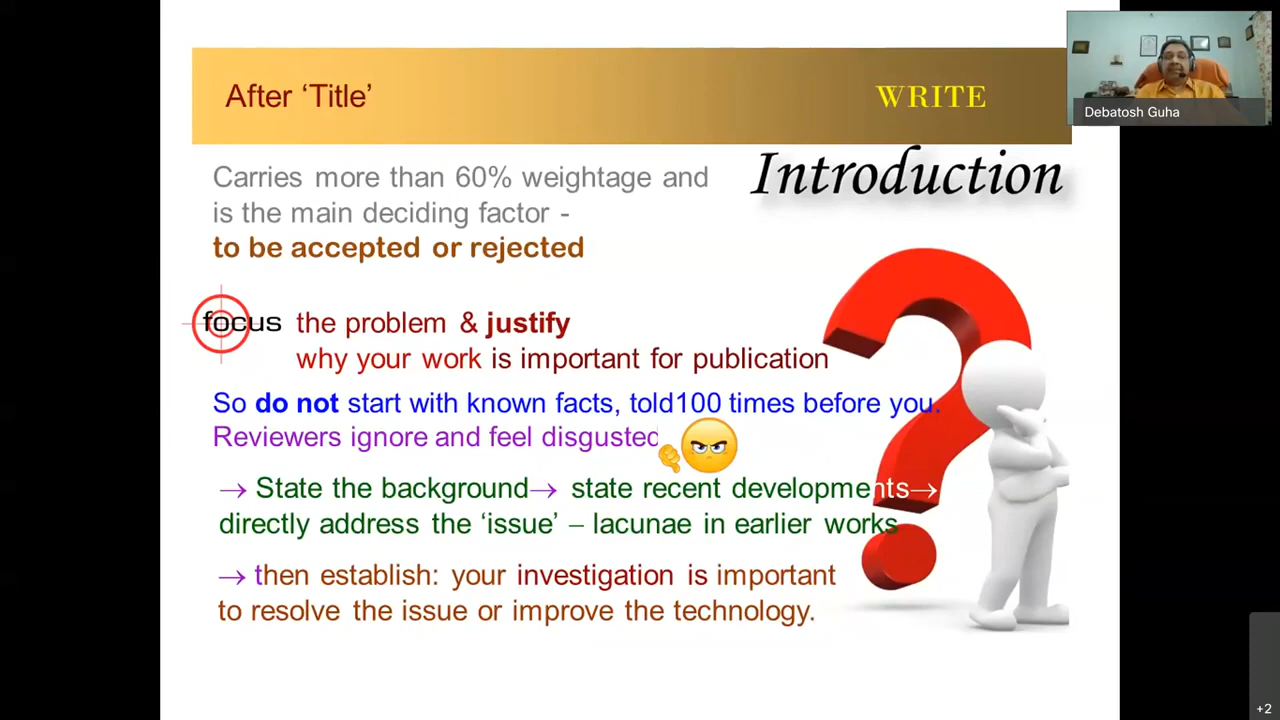 After ‘Title’
WRITE
Debatosh Guha
Introduction
Carries more than 60% weightage and
is the main deciding factor -
to be accepted or rejected
focus the problem & justify
why your work is important for publication
So do not start with known facts, told100 times before you.
Reviewers ignore and feel disgusted
→ State the background→ state recent developments→
directly address the ‘issue’ – lacunae in earlier works
→ then establish: your investigation is important
to resolve the issue or improve the technology.
+2